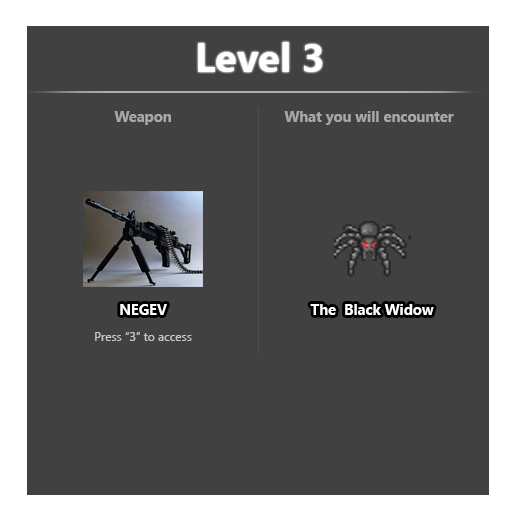 Level 3
Weapon
What you will encounter
NEGEV
The Black Widow
Press "3" to access